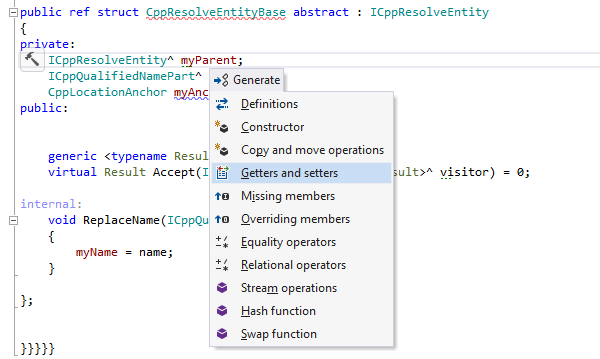 public ref struct CppResolveEntityBase abstract : ICppResolveEntity
{
private:
ICppResolveEntity^ myParent;
ICppQualifiedNamePart^
CppLocationAnchor myAnc
public:
Generate
Definitions
Constructor
Copy and move operations
Getters and setters
Missing members
Overriding members
Equality operators
Relational operators
Stream operations
Hash function
Swap function
generic <typename Resul
virtual Result Accept(I sult>^ visitor) = 0;
internal:
void ReplaceName(ICppQu
{
myName = name;
}
};
}}}}}